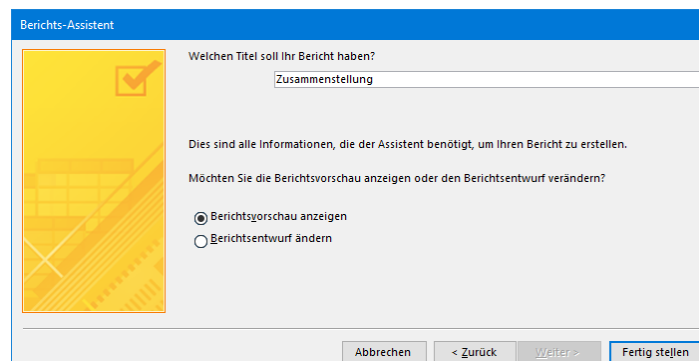 Berichts-Assistent
Welchen Titel soll Ihr Bericht haben?
Zusammenstellung
Dies sind alle Informationen, die der Assistent benötigt, um Ihren Bericht zu erstellen.
Möchten Sie die Berichtsvorschau anzeigen oder den Berichtsentwurf verändern?
Berichtsvorschau anzeigen
Berichtsentwurf ändern
Abbrechen < Zurück Weiter > Fertig stellen